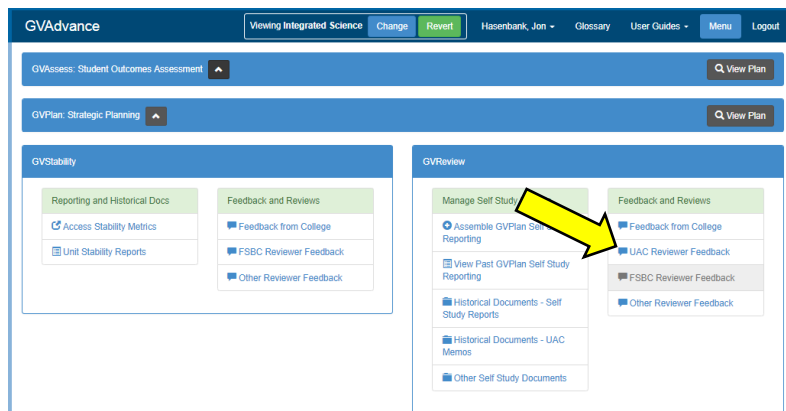 GVAdvance
Viewing Integrated Science Change Revert Hasenbank, Jon Glossary User Guides Menu Logout
GVAssess: Student Outcomes Assessment
View Plan
GVPlan: Strategic Planning
View Plan
GVStability
Reporting and Historical Docs
Access Stability Metrics
Unit Stability Reports
Feedback and Reviews
Feedback from College
FSBC Reviewer Feedback
Other Reviewer Feedback
GVReview
Manage Self Study
Assemble GVPlan Self
Reporting
View Past GVPlan Self Study
Reporting
Historical Documents - Self
Study Reports
Historical Documents - UAC
Memos
Other Self Study Documents
Feedback and Reviews
Feedback from College
UAC Reviewer Feedback
FSBC Reviewer Feedback
Other Reviewer Feedback